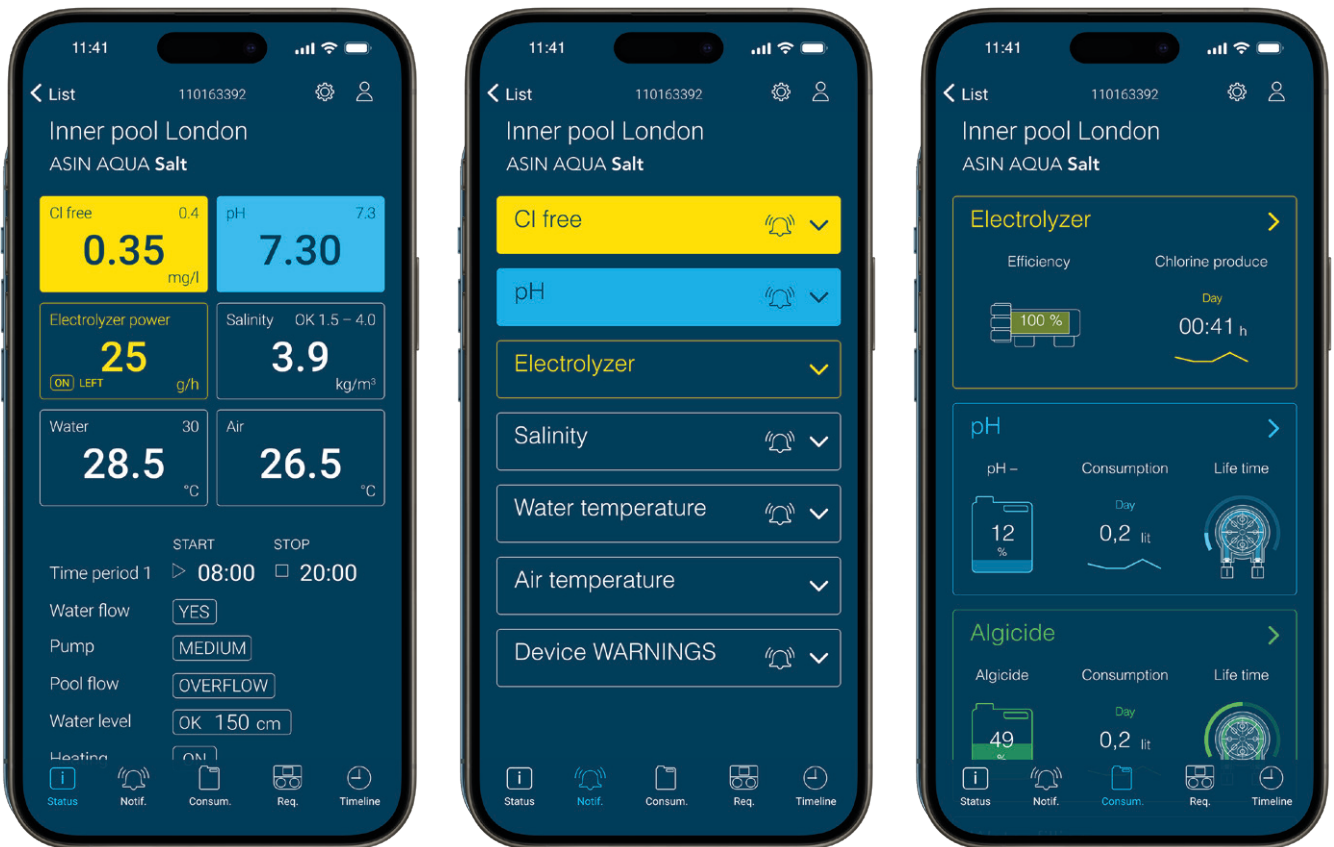 11:41
List
110163392
Inner pool London
ASIN AQUA Salt
Cl free 0.4
0.35
mg/l
pH 7.3
7.30
Electrolyzer power
25
ON LEFT g/h
Salinity OK 1.5 – 4.0
3.9
kg/m³
Water 30
28.5
°C
Air
26.5
°C
START STOP
Time period 1 08:00 20:00
Water flow YES
Pump MEDIUM
Pool flow OVERFLOW
Water level OK 150 cm
Heating ON
Status Notif. Consum. Req. Timeline
11:41
List
110163392
Inner pool London
ASIN AQUA Salt
Cl free
pH
Electrolyzer
Salinity
Water temperature
Air temperature
Device WARNINGS
Status Notif. Consum. Req. Timeline
11:41
List
110163392
Inner pool London
ASIN AQUA Salt
Electrolyzer
Efficiency Chlorine produce
100 %
Day
00:41 h
pH
pH – Consumption Life time
12
%
Day
0,2 lit
Algicide
Algicide Consumption Life time
49
%
Day
0,2 lit
Status Notif. Consum. Req. Timeline